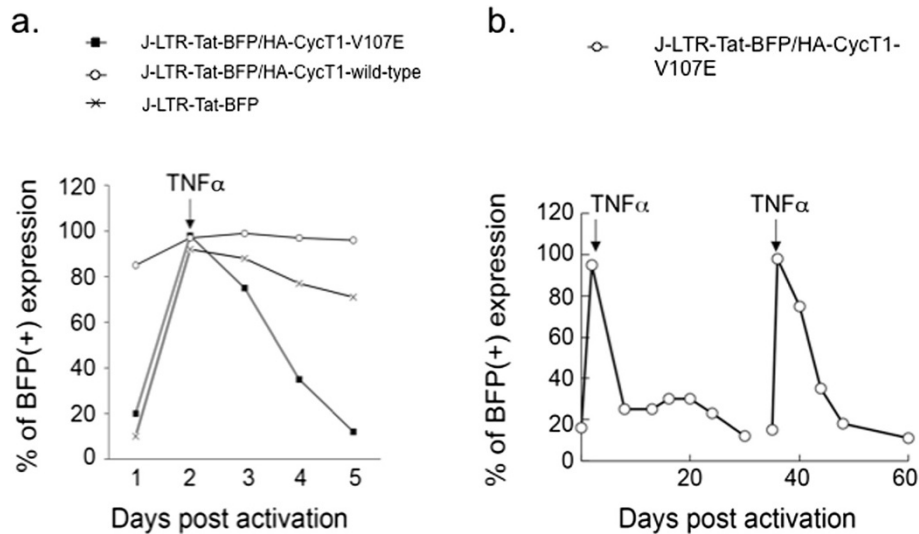 a.
J-LTR-Tat-BFP/HA-CycT1-V107E
J-LTR-Tat-BFP/HA-CycT1-wild-type
J-LTR-Tat-BFP
% of BFP(+) expression
120
100
80
60
40
20
0
TNFα
1 2 3 4 5
Days post activation
b.
J-LTR-Tat-BFP/HA-CycT1-
V107E
% of BFP(+) expression
120
100
80
60
40
20
0
TNFα TNFα
20 40 60
Days post activation